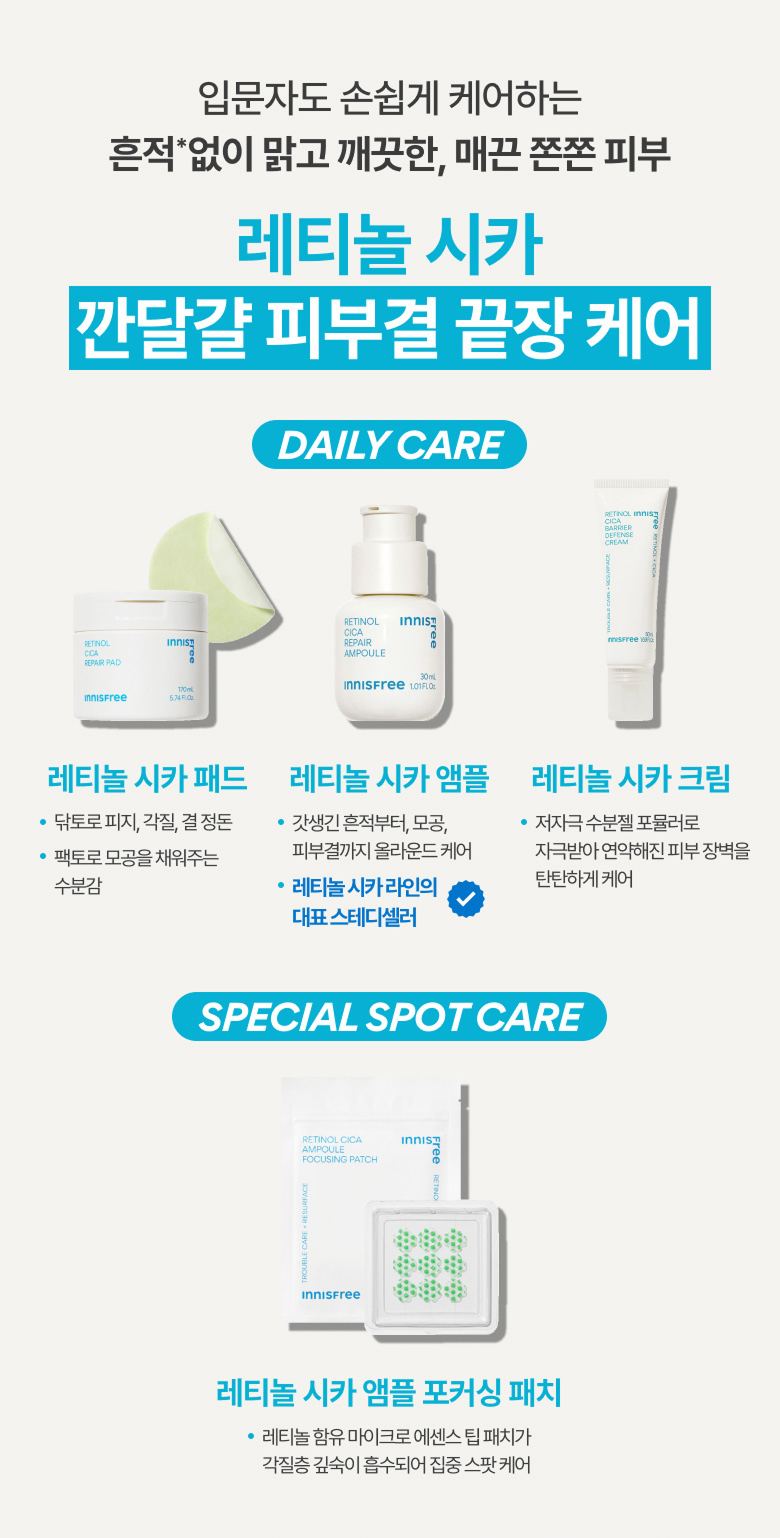 입문자도 손쉽게 케어하는
흔적*없이 맑고 깨끗한, 매끈 쫀쫀 피부
레티놀 시카
깐달걀 피부결 끝장 케어
DAILY CARE
RETINOL
CICA
REPAIR PAD
innisfree
innisfree
170 mL
5.74 Fl.Oz.
RETINOL
CICA
REPAIR
AMPOULE
innisfree
innisfree
30 mL
1.01 Fl.Oz.
RETINOL
CICA
BARRIER
DEFENSE
CREAM
innisfree
RETINOL + CICA
TROUBLE CARE + RESURFACE
innisfree
레티놀 시카 패드
• 닦토로 피지, 각질, 결 정돈
• 팩토로 모공을 채워주는
수분감
레티놀 시카 앰플
• 갓생긴 흔적부터, 모공,
피부결까지 올라운드 케어
• 레티놀 시카 라인의
대표 스테디셀러
레티놀 시카 크림
• 저자극 수분젤 포뮬러로
자극받아 연약해진 피부 장벽을
탄탄하게 케어
SPECIAL SPOT CARE
RETINOL CICA
AMPOULE
FOCUSING PATCH
innisfree
RETINO
TROUBLE CARE + RESURFACE
innisfree
레티놀 시카 앰플 포커싱 패치
• 레티놀 함유 마이크로 에센스 팁 패치가
각질층 깊숙이 흡수되어 집중 스팟 케어